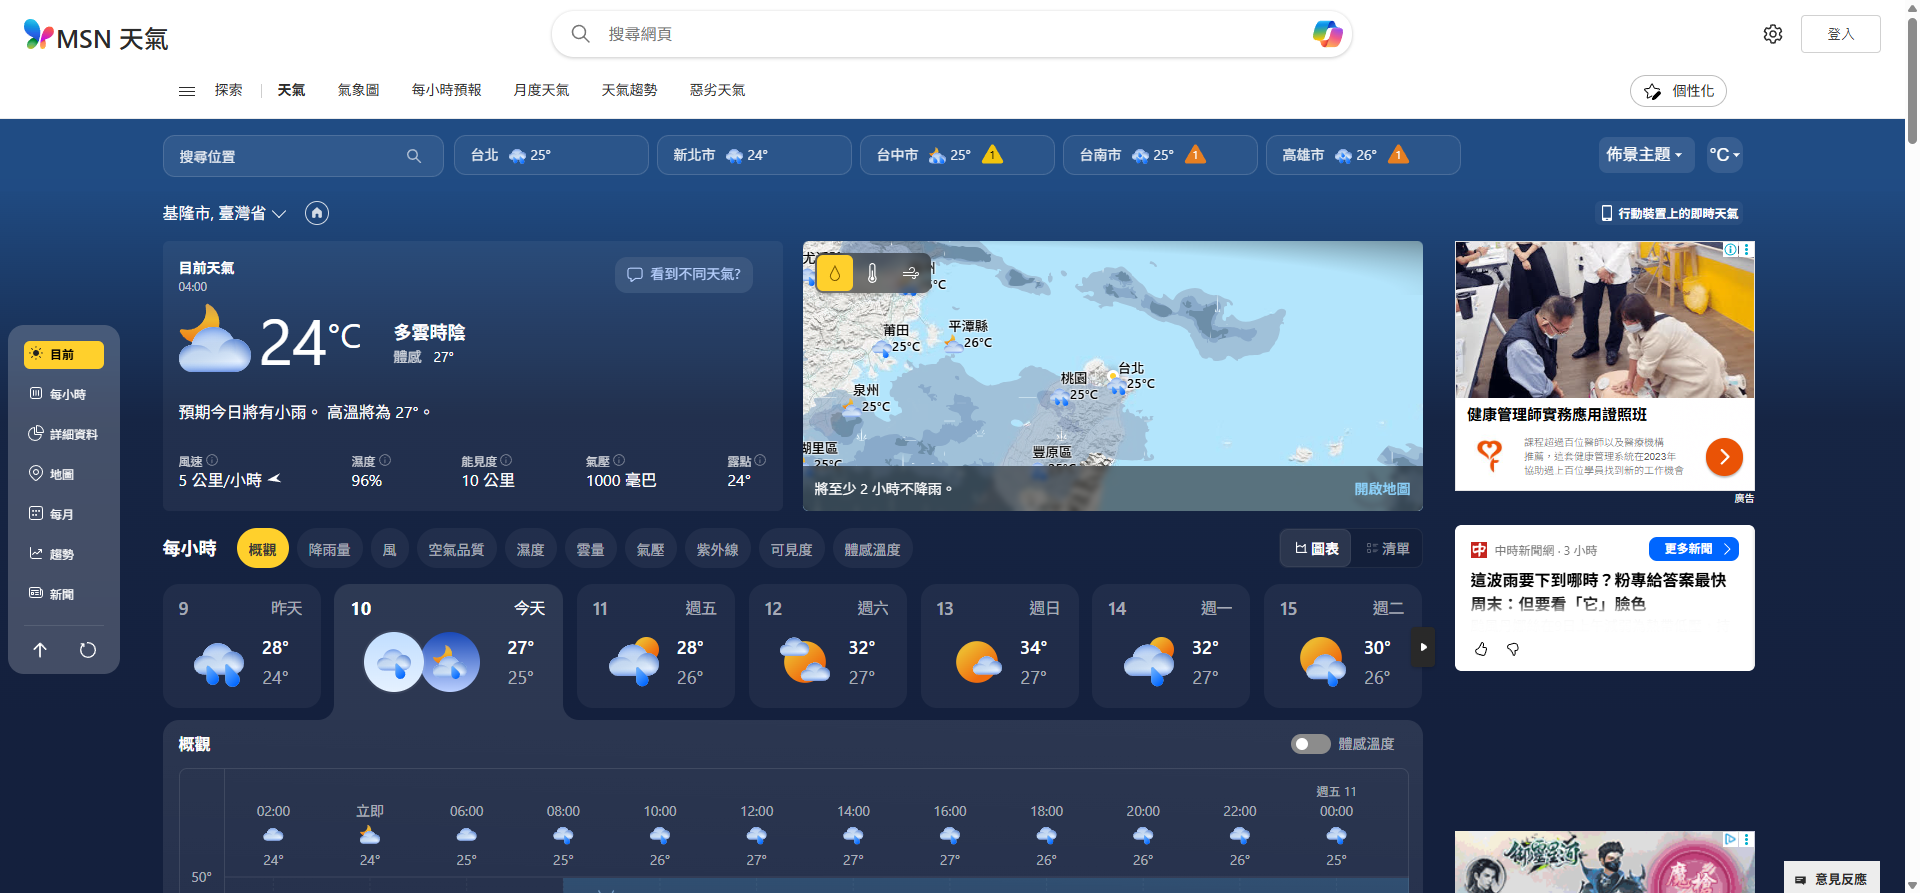 MSN 天氣
搜尋網頁
登入
探索
天氣
氣象圖
每小時預報
月度天氣
天氣趨勢
惡劣天氣
個性化
搜尋位置
台北 25°
新北市 24°
台中市 25° 1
台南市 25° 1
高雄市 26° 1
佈景主題
°C
基隆市, 臺灣省
行動裝置上的即時天氣
目前
每小時
詳細資料
地圖
每月
趨勢
新聞
目前天氣
04:00
看到不同天氣?
24°C
多雲時陰
體感 27°
預期今日將有小雨。 高溫將為 27°。
風速
5 公里/小時
濕度
96%
能見度
10 公里
氣壓
1000 毫巴
露點
24°
°C
莆田
25°C
平潭縣
26°C
泉州
25°C
桃園
25°C
台北
25°C
湖里區
25°C
豐原區
25°C
將至少 2 小時不降雨。
開啟地圖
健康管理師實務應用證照班
課程超過百位醫師以及醫療機構
推薦，這套健康管理系統在2023年
協助過上百位學員找到新的工作機會
廣告
每小時
概觀
降雨量
風
空氣品質
濕度
雲量
氣壓
紫外線
可見度
體感溫度
圖表
清單
中時新聞網 · 3 小時
更多新聞
這波雨要下到哪時？粉專給答案最快
周末：但要看「它」臉色
9 昨天
28°
24°
10 今天
27°
25°
11 週五
28°
26°
12 週六
32°
27°
13 週日
34°
27°
14 週一
32°
27°
15 週二
30°
26°
概觀
體感溫度
週五 11
02:00 立即 06:00 08:00 10:00 12:00 14:00 16:00 18:00 20:00 22:00 00:00
24° 24° 25° 25° 26° 27° 27° 27° 26° 26° 26° 25°
50°
意見反應